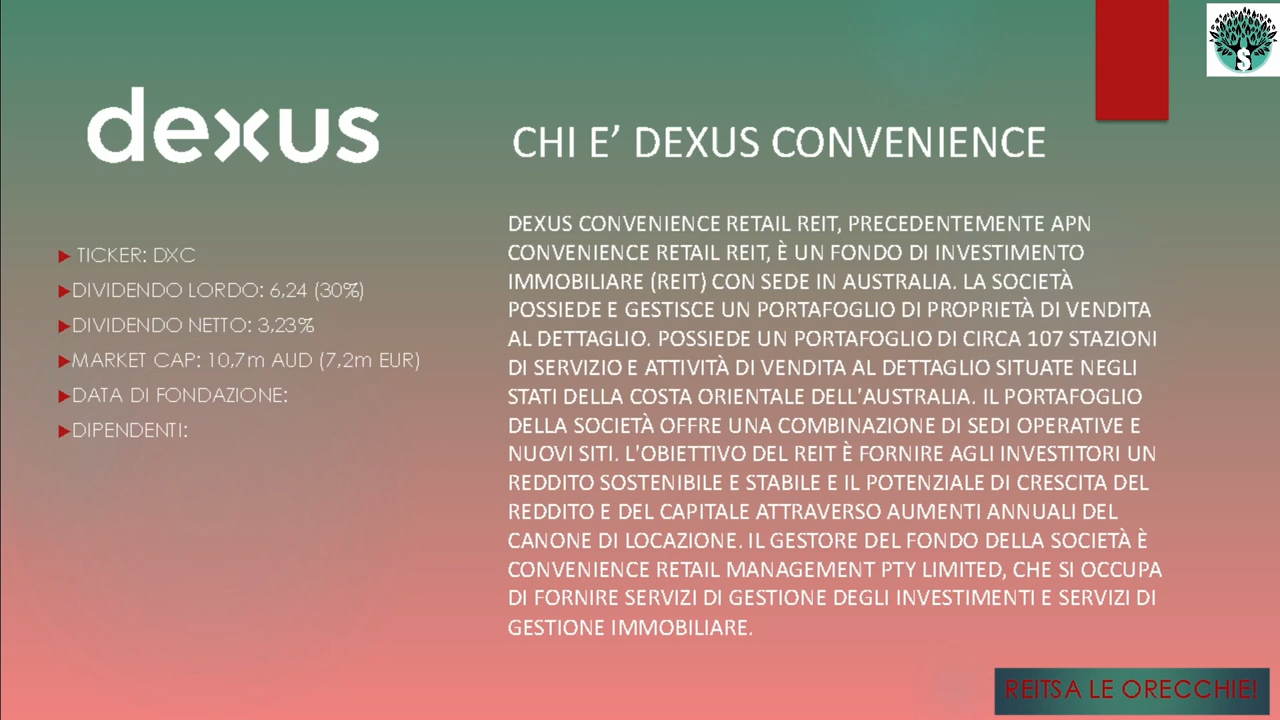 dexus
CHI E’ DEXUS CONVENIENCE
TICKER: DXC
DIVIDENDO LORDO: 6,24 (30%)
DIVIDENDO NETTO: 3,23%
MARKET CAP: 10,7m AUD (7,2m EUR)
DATA DI FONDAZIONE:
DIPENDENTI:
DEXUS CONVENIENCE RETAIL REIT, PRECEDENTEMENTE APN
CONVENIENCE RETAIL REIT, È UN FONDO DI INVESTIMENTO
IMMOBILIARE (REIT) CON SEDE IN AUSTRALIA. LA SOCIETÀ
POSSIEDE E GESTISCE UN PORTAFOGLIO DI PROPRIETÀ DI VENDITA
AL DETTAGLIO. POSSIEDE UN PORTAFOGLIO DI CIRCA 107 STAZIONI
DI SERVIZIO E ATTIVITÀ DI VENDITA AL DETTAGLIO SITUATE NEGLI
STATI DELLA COSTA ORIENTALE DELL'AUSTRALIA. IL PORTAFOGLIO
DELLA SOCIETÀ OFFRE UNA COMBINAZIONE DI SEDI OPERATIVE E
NUOVI SITI. L'OBIETTIVO DEL REIT È FORNIRE AGLI INVESTITORI UN
REDDITO SOSTENIBILE E STABILE E IL POTENZIALE DI CRESCITA DEL
REDDITO E DEL CAPITALE ATTRAVERSO AUMENTI ANNUALI DEL
CANONE DI LOCAZIONE. IL GESTORE DEL FONDO DELLA SOCIETÀ È
CONVENIENCE RETAIL MANAGEMENT PTY LIMITED, CHE SI OCCUPA
DI FORNIRE SERVIZI DI GESTIONE DEGLI INVESTIMENTI E SERVIZI DI
GESTIONE IMMOBILIARE.
S
REITSA LE ORECCHIE!